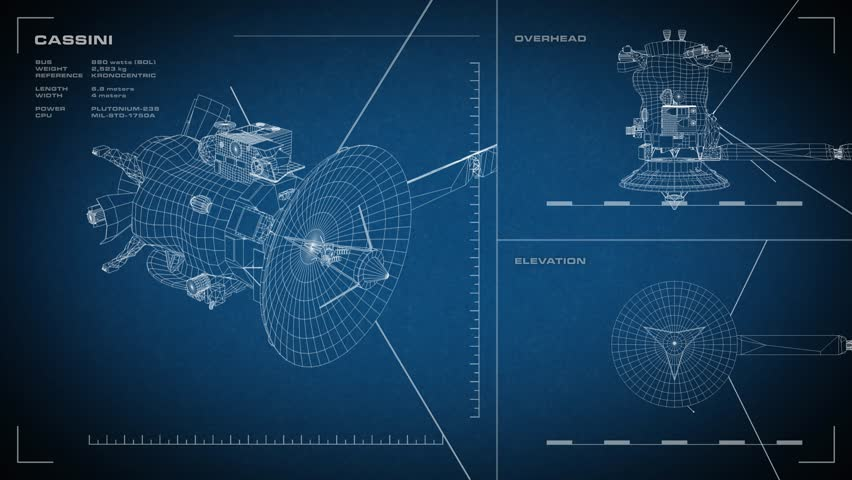 CASSINI
BUS 880 watts (BOL)
WEIGHT 2,523 kg
REFERENCE KRONOCENTRIC
LENGTH 6.8 meters
WIDTH 4 meters
POWER PLUTONIUM-238
CPU MIL-STD-1750A
OVERHEAD
ELEVATION